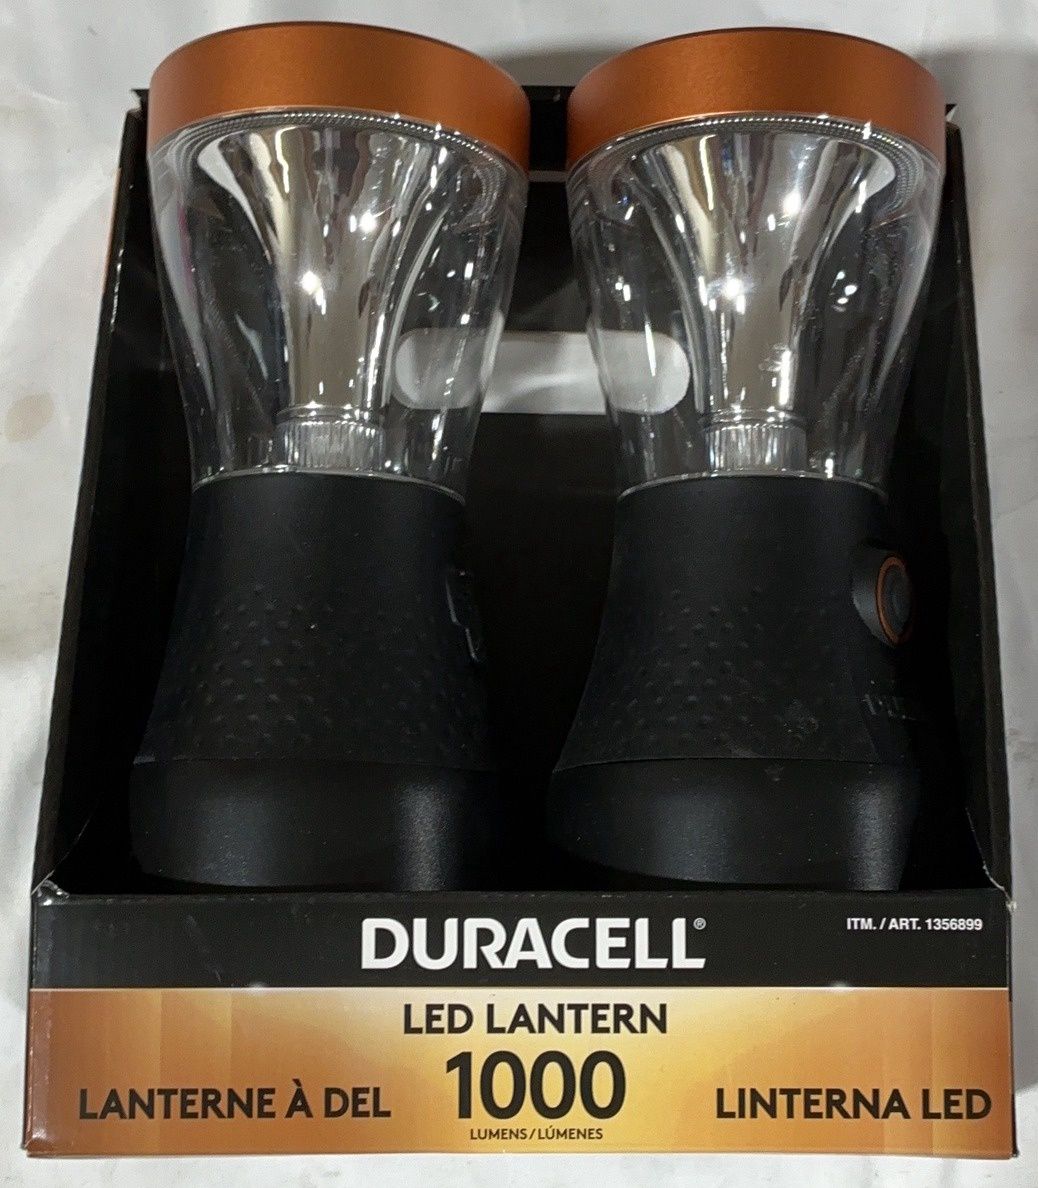 DURACELL®
ITM. / ART. 1356899
LED LANTERN
LANTERNE À DEL
1000
LINTERNA LED
LUMENS/LÚMENES